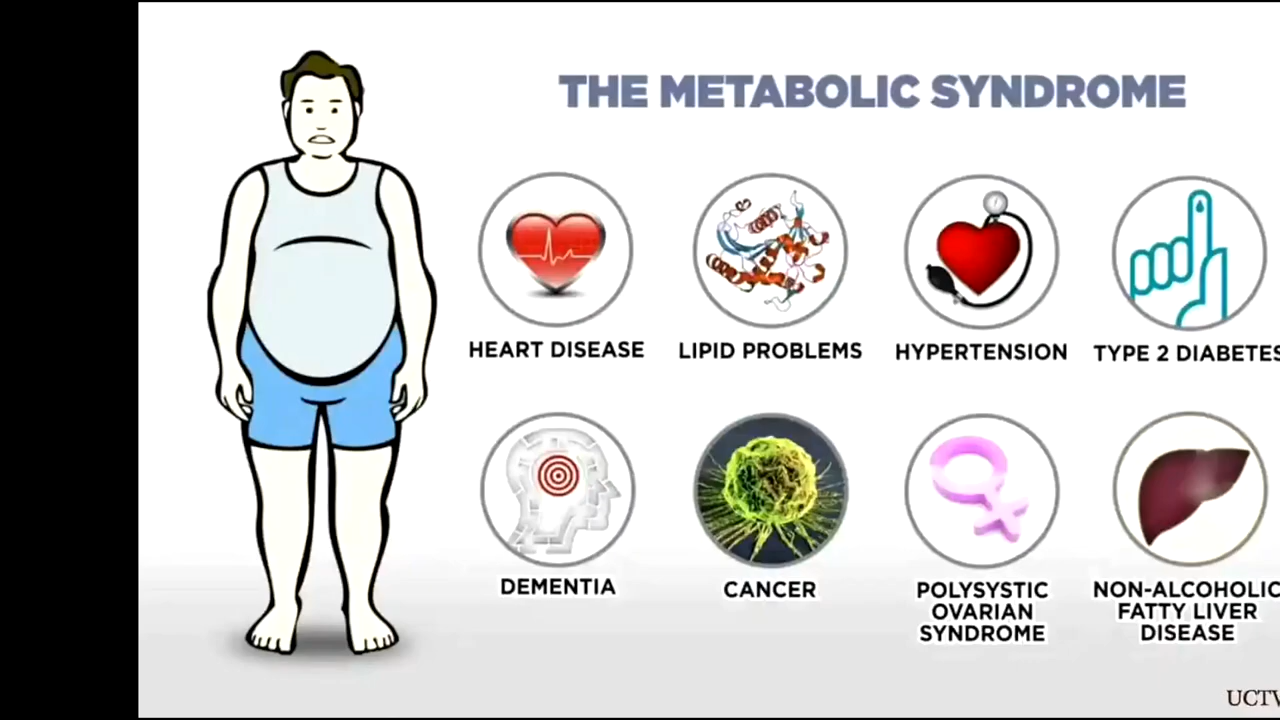 THE METABOLIC SYNDROME
HEART DISEASE
LIPID PROBLEMS
HYPERTENSION
TYPE 2 DIABETES
DEMENTIA
CANCER
POLYSYSTIC
OVARIAN
SYNDROME
NON-ALCOHOLIC
FATTY LIVER
DISEASE
UCTV